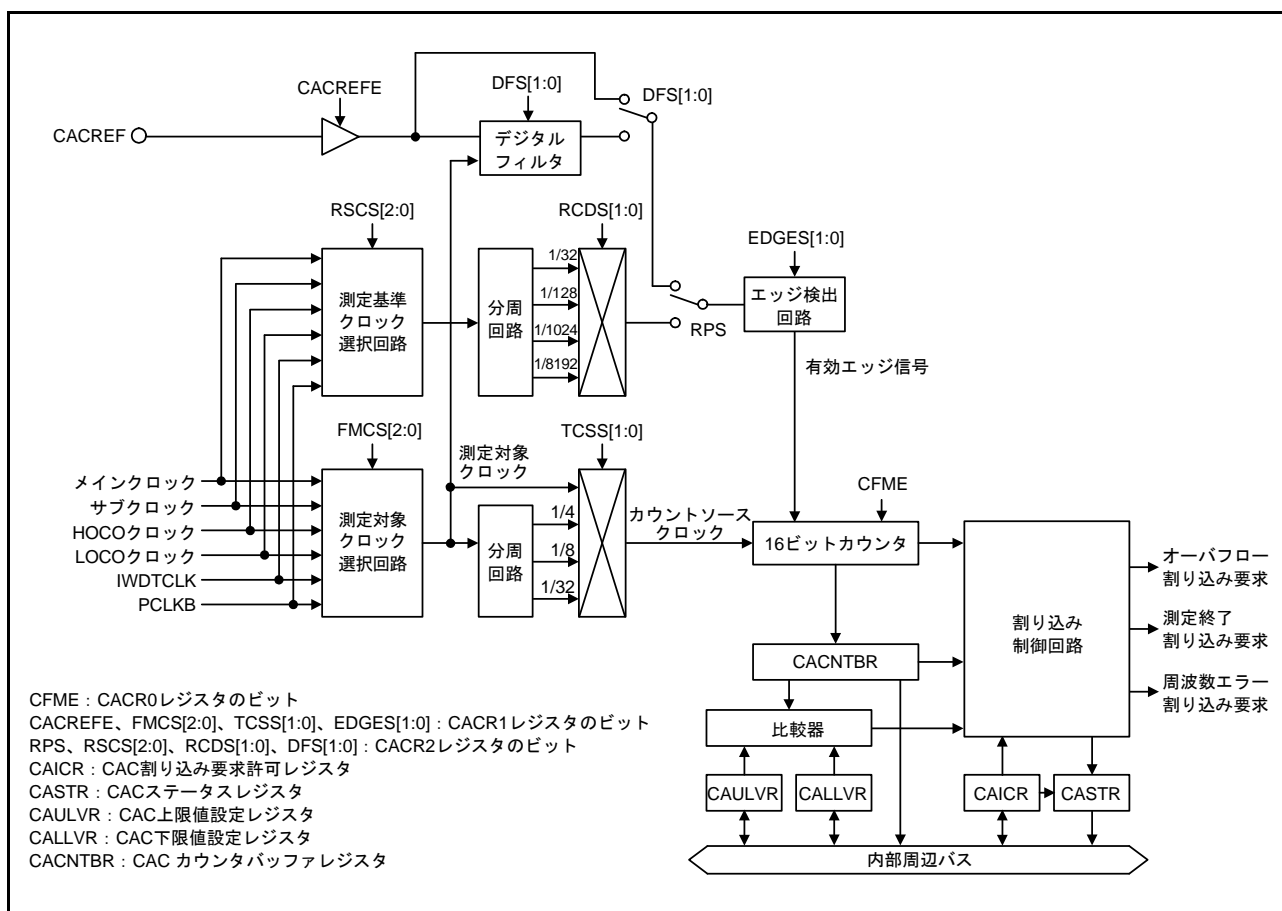 CACREFE
DFS[1:0]
DFS[1:0]
CACREF
デジタル
フィルタ
RSCS[2:0]
RCDS[1:0]
EDGES[1:0]
測定基準
クロック
選択回路
分周
回路
1/32
1/128
1/1024
1/8192
RPS
エッジ検出
回路
有効エッジ信号
FMCS[2:0]
測定対象
クロック
TCSS[1:0]
CFME
メインクロック
サブクロック
HOCOクロック
LOCOクロック
IWDTCLK
PCLKB
測定対象
クロック
選択回路
分周
回路
1/4
1/8
1/32
カウントソース
クロック
16ビットカウンタ
割り込み
制御回路
オーバフロー
割り込み要求
測定終了
割り込み要求
周波数エラー
割り込み要求
CACNTBR
比較器
CAULVR
CALLVR
CAICR
CASTR
内部周辺バス
CFME：CACR0レジスタのビット
CACREFE、FMCS[2:0]、TCSS[1:0]、EDGES[1:0]：CACR1レジスタのビット
RPS、RSCS[2:0]、RCDS[1:0]、DFS[1:0]：CACR2レジスタのビット
CAICR：CAC割り込み要求許可レジスタ
CASTR：CACステータスレジスタ
CAULVR：CAC上限値設定レジスタ
CALLVR：CAC下限値設定レジスタ
CACNTBR：CAC カウンタバッファレジスタ